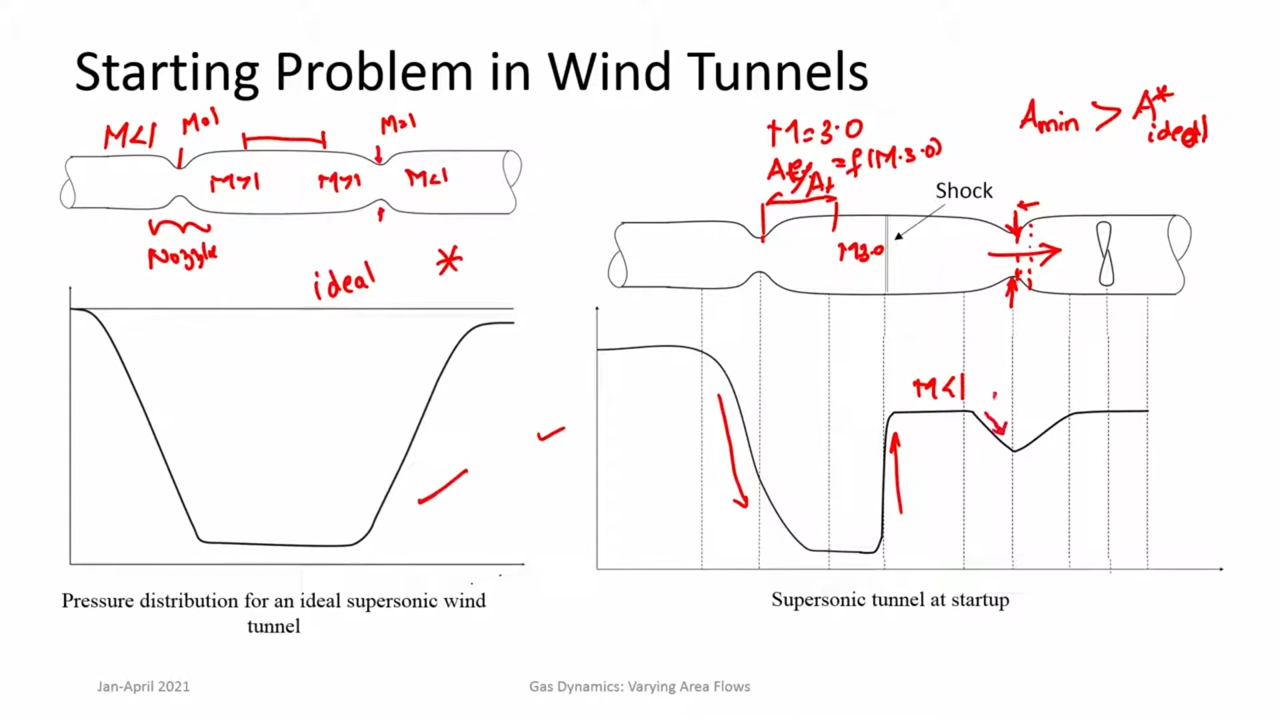 Starting Problem in Wind Tunnels
M<1
M=1
M=1
M>1
M>1
M<1
Nozzle
ideal *
M=3.0
= f(M.3.0)
Amin > A*
ideal
Shock
M3.0
M<1
Pressure distribution for an ideal supersonic wind
tunnel
Supersonic tunnel at startup
Jan-April 2021
Gas Dynamics: Varying Area Flows